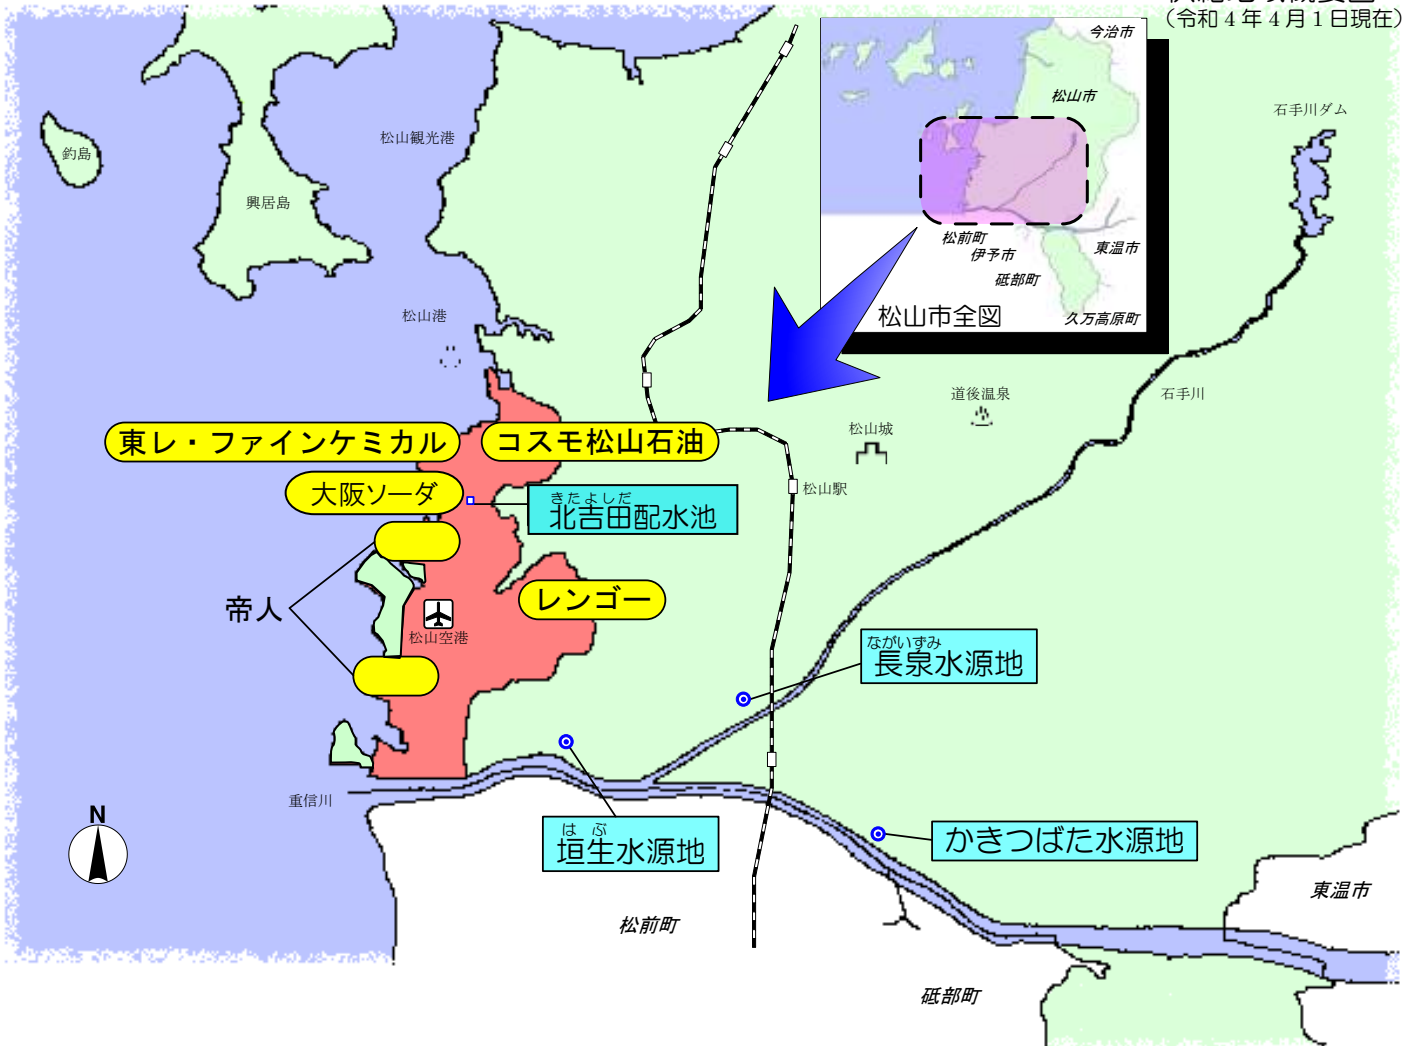 （令和４年４月１日現在）
今治市
松山市
石手川ダム
松山観光港
釣島
興居島
松前町
伊予市
東温市
砥部町
松山市全図
久万高原町
松山港
道後温泉
石手川
松山城
東レ・ファインケミカル
コスモ松山石油
大阪ソーダ
松山駅
きたよしだ
北吉田配水池
帝人
レンゴー
松山空港
ながいずみ
長泉水源地
重信川
N
はぶ
垣生水源地
かきつばた水源地
東温市
松前町
砥部町